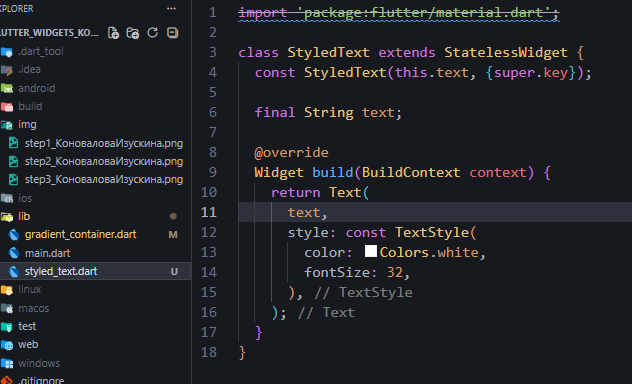 EXPLORER
LUTTER_WIDGETS_KO...
.dart_tool
.idea
android
build
img
step1_КоноваловаИзускина.png
step2_КоноваловаИзускина.png
step3_КоноваловаИзускина.png
ios
lib
gradient_container.dart M
main.dart
styled_text.dart U
linux
macos
test
web
windows
.gitignore
1 import 'package:flutter/material.dart';
2
3 class StyledText extends StatelessWidget {
4 const StyledText(this.text, {super.key});
5
6 final String text;
7
8 @override
9 Widget build(BuildContext context) {
10 return Text(
11 text,
12 style: const TextStyle(
13 color: Colors.white,
14 fontSize: 32,
15 ), // TextStyle
16 ); // Text
17 }
18 }